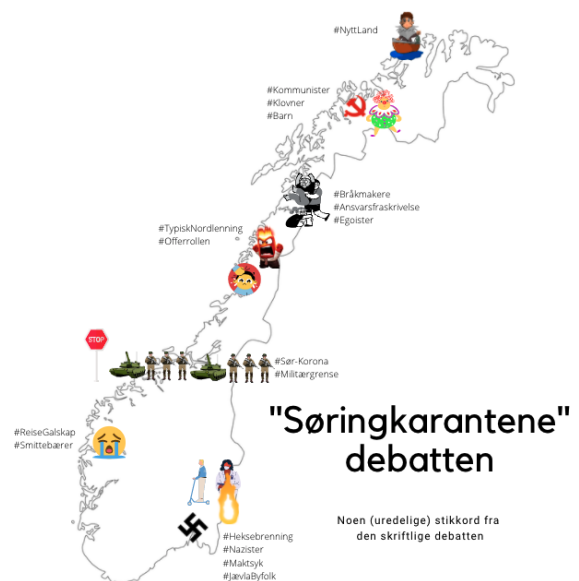 #NyttLand
#Kommunister
#Klovner
#Barn
#Bråkmakere
#Ansvarsfraskrivelse
#Egoister
#TypiskNordlenning
#Offerrollen
STOP
#Sør-Korona
#Militærgrense
"Søringkarantene"
debatten
#ReiseGalskap
#Smittebærer
Noen (uredelige) stikkord fra
den skriftlige debatten
#Heksebrenning
#Nazister
#Maktsyk
#JævlaByfolk